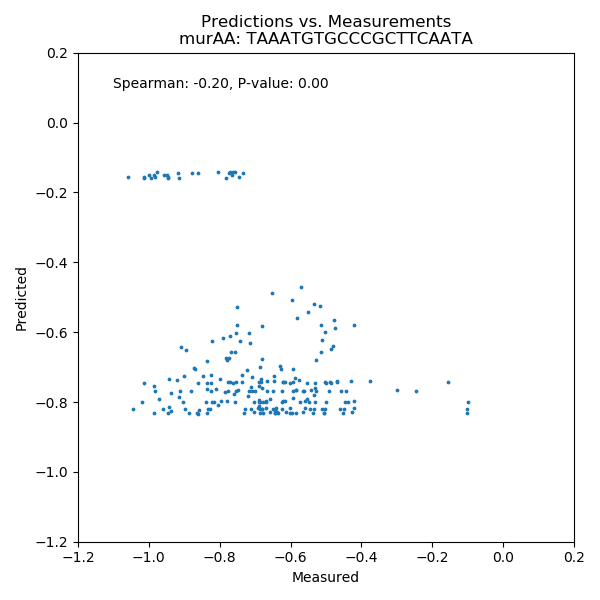 Predictions vs. Measurements
murAA: TAAATGTGCCCGCTTCAATA
Spearman: -0.20, P-value: 0.00
0.2
0.0
−0.2
−0.4
−0.6
−0.8
−1.0
−1.2
Predicted
−1.2 −1.0 −0.8 −0.6 −0.4 −0.2 0.0 0.2
Measured